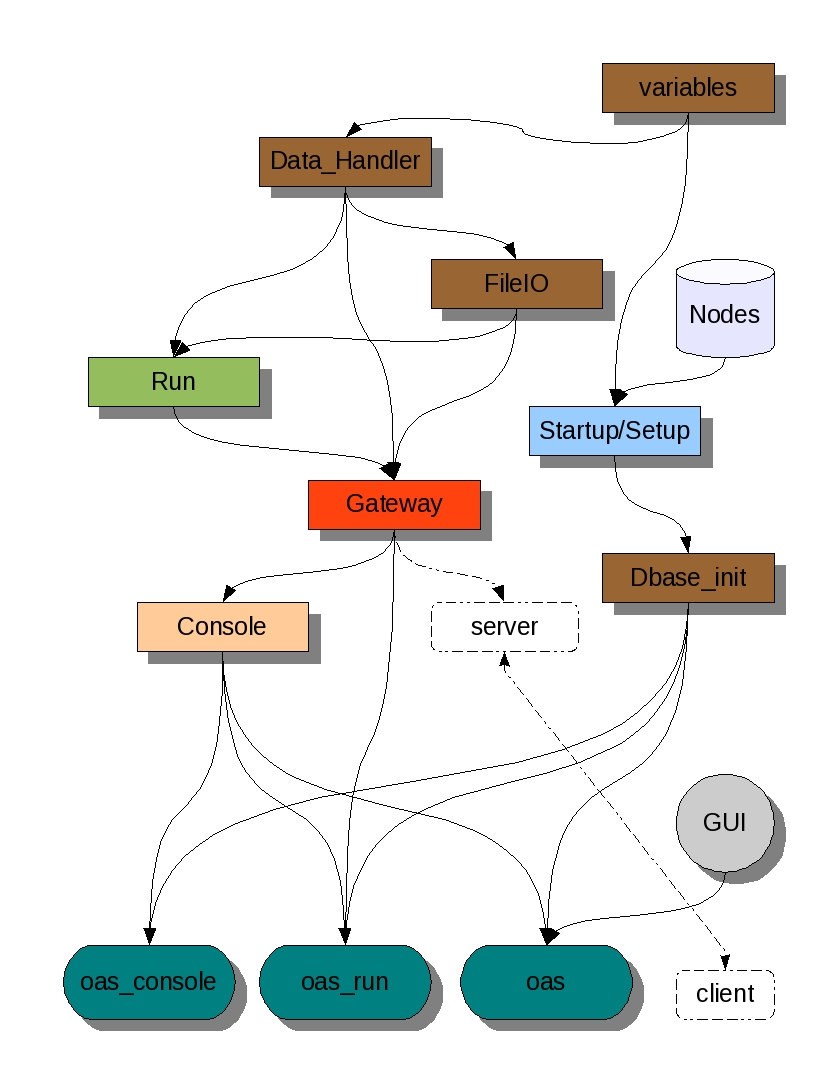 variables
Data_Handler
FileIO
Nodes
Run
Startup/Setup
Gateway
Dbase_init
Console
server
GUI
oas_console
oas_run
oas
client